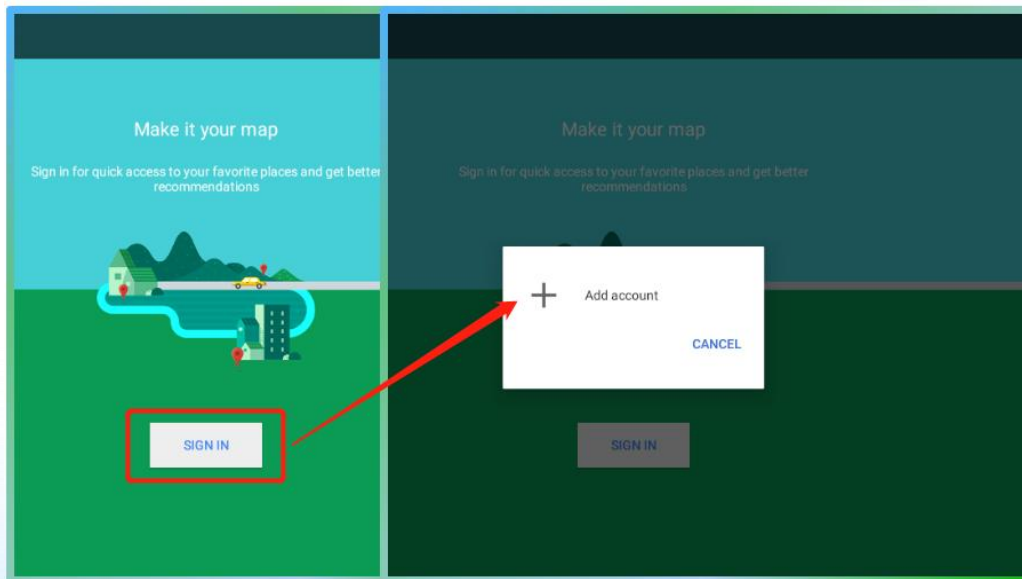 Make it your map
Sign in for quick access to your favorite places and get better
recommendations
SIGN IN
Make it your map
Sign in for quick access to your favorite places and get better
recommendations
Add account
CANCEL
SIGN IN